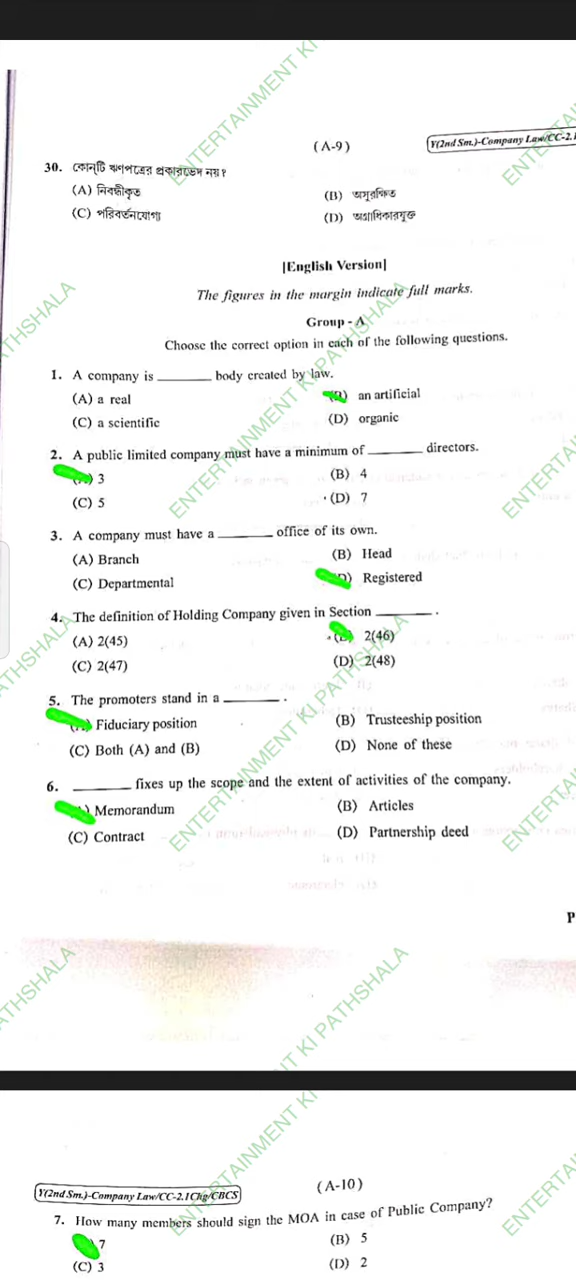 (A-9)
Y(2nd Sm.)-Company Law/CC-2.1
30. কোন্‌টি ঋণপত্রের প্রকারভেদ নয়?
(A) নিবন্ধীকৃত (B) অসুরক্ষিত
(C) পরিবর্তনযোগ্য (D) অগ্রাধিকারযুক্ত
[English Version]
The figures in the margin indicate full marks.
Group - A
Choose the correct option in each of the following questions.
1. A company is ______ body created by law.
(A) a real an artificial
(C) a scientific (D) organic
2. A public limited company must have a minimum of ______ directors.
3 (B) 4
(C) 5 (D) 7
3. A company must have a ______ office of its own.
(A) Branch (B) Head
(C) Departmental Registered
4. The definition of Holding Company given in Section ______ .
(A) 2(45) 2(46)
(C) 2(47) (D) 2(48)
5. The promoters stand in a ______ .
Fiduciary position (B) Trusteeship position
(C) Both (A) and (B) (D) None of these
6. ______ fixes up the scope and the extent of activities of the company.
Memorandum (B) Articles
(C) Contract (D) Partnership deed
P
Y(2nd Sm.)-Company Law/CC-2.1Chg/CBCS
(A-10)
7. How many members should sign the MOA in case of Public Company?
7 (B) 5
(C) 3 (D) 2
ENTERTAINMENT KI PATHSHALA